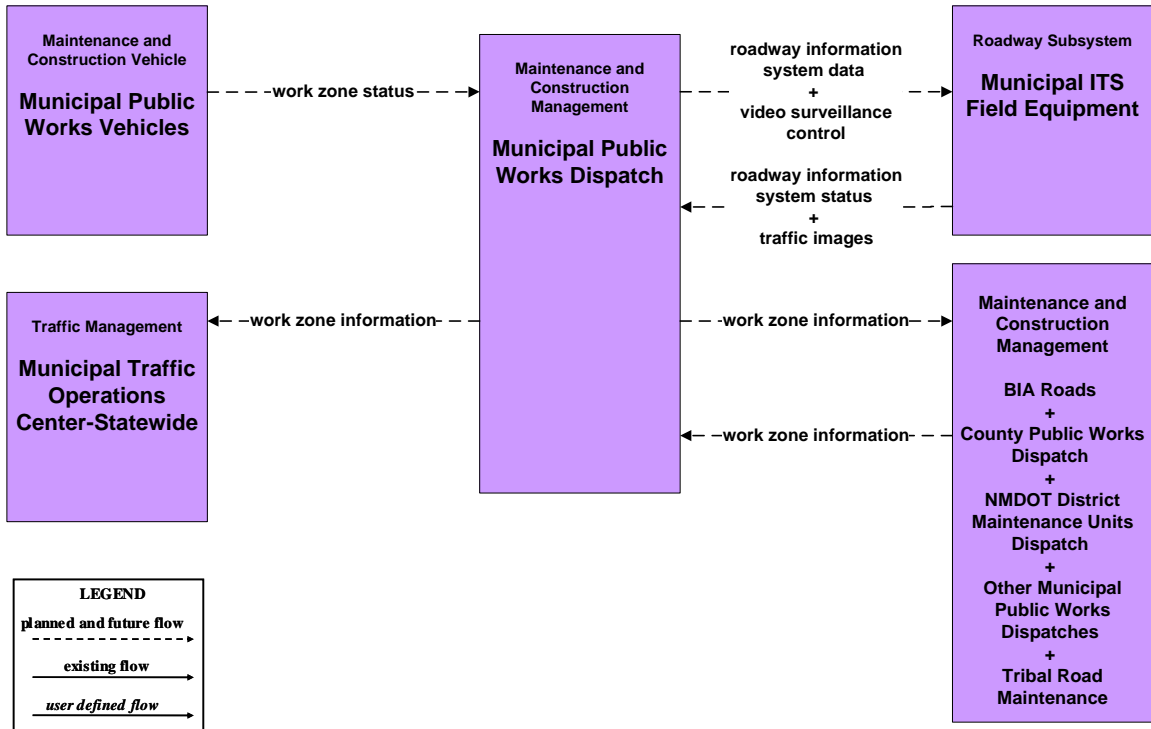 Maintenance and
Construction Vehicle
Municipal Public
Works Vehicles
work zone status
Maintenance and
Construction
Management
Municipal Public
Works Dispatch
roadway information
system data
+
video surveillance
control
roadway information
system status
+
traffic images
Roadway Subsystem
Municipal ITS
Field Equipment
Traffic Management
Municipal Traffic
Operations
Center-Statewide
work zone information
work zone information
work zone information
Maintenance and
Construction
Management
BIA Roads
+
County Public Works
Dispatch
+
NMDOT District
Maintenance Units
Dispatch
+
Other Municipal
Public Works
Dispatches
+
Tribal Road
Maintenance
LEGEND
planned and future flow
existing flow
user defined flow